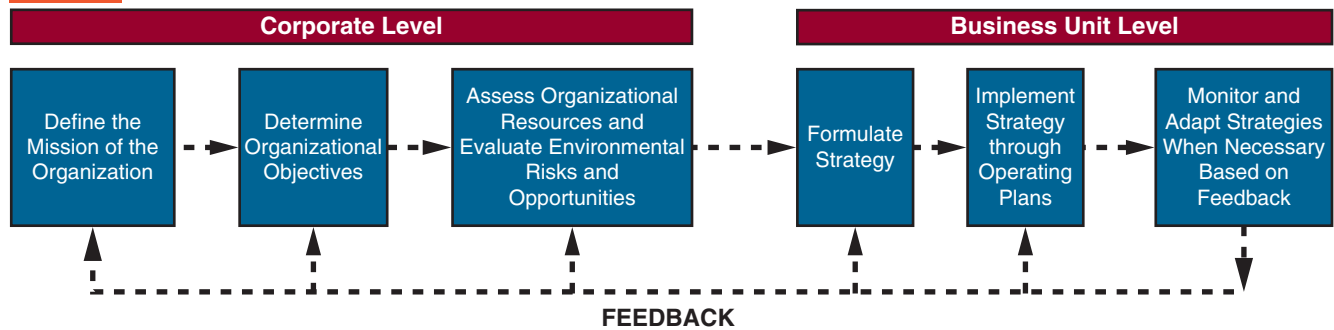 Corporate Level
Business Unit Level
Define the
Mission of the
Organization
Determine
Organizational
Objectives
Assess Organizational
Resources and
Evaluate Environmental
Risks and
Opportunities
Formulate
Strategy
Implement
Strategy
through
Operating
Plans
Monitor and
Adapt Strategies
When Necessary
Based on
Feedback
FEEDBACK